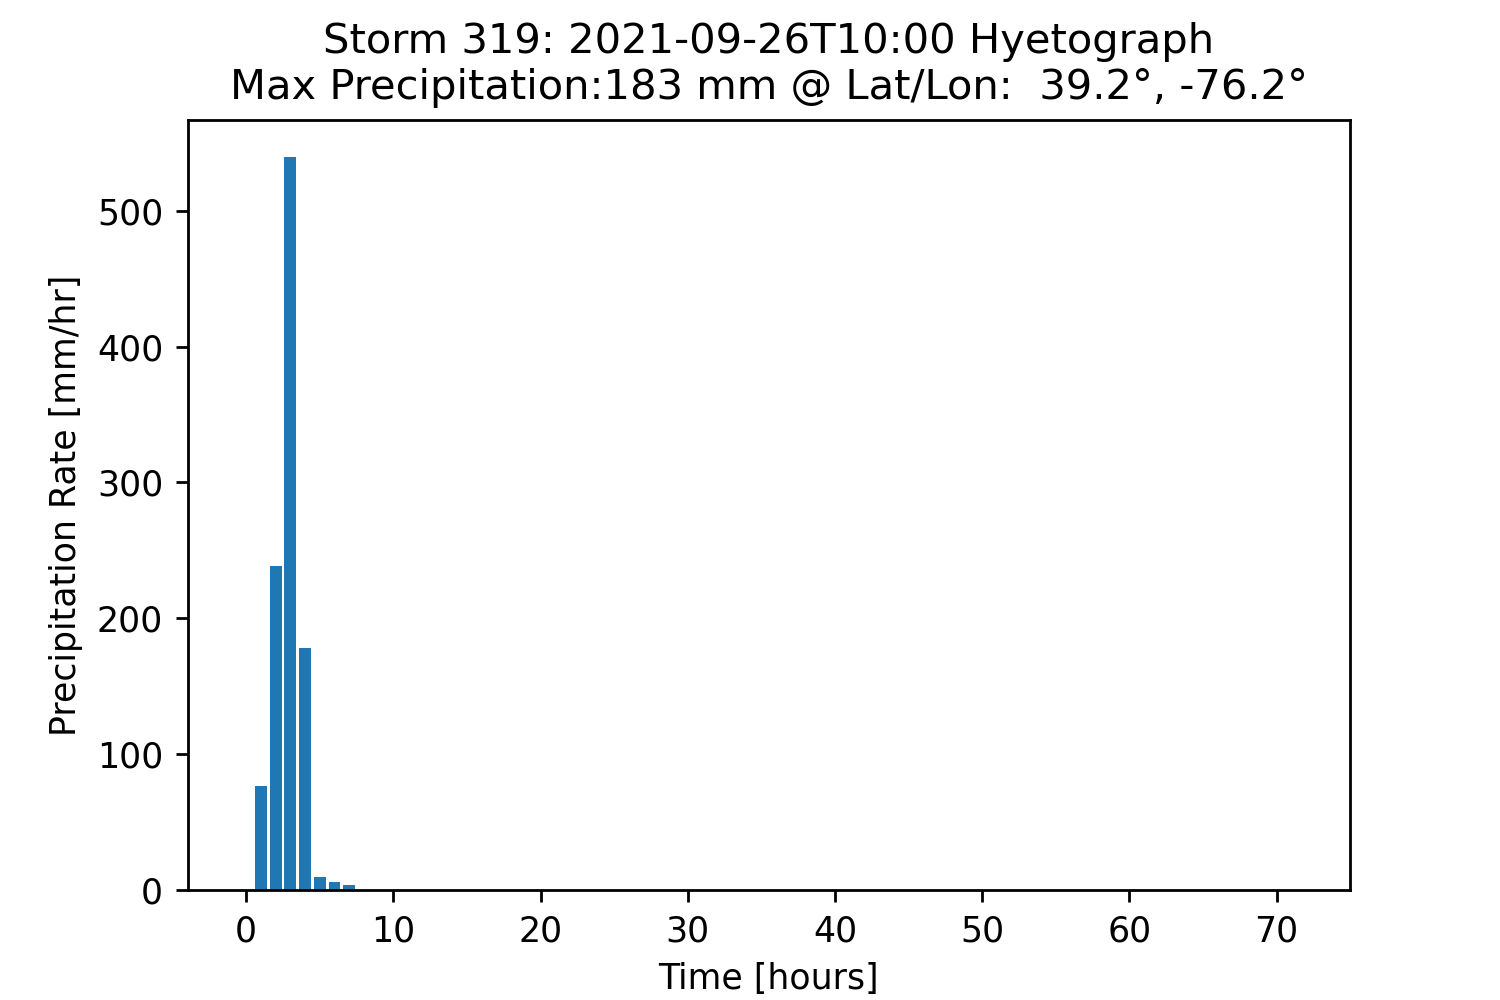 Storm 319: 2021-09-26T10:00 Hyetograph
Max Precipitation:183 mm @ Lat/Lon:  39.2°, -76.2°
Precipitation Rate [mm/hr]
500
400
300
200
100
0
0 10 20 30 40 50 60 70
Time [hours]